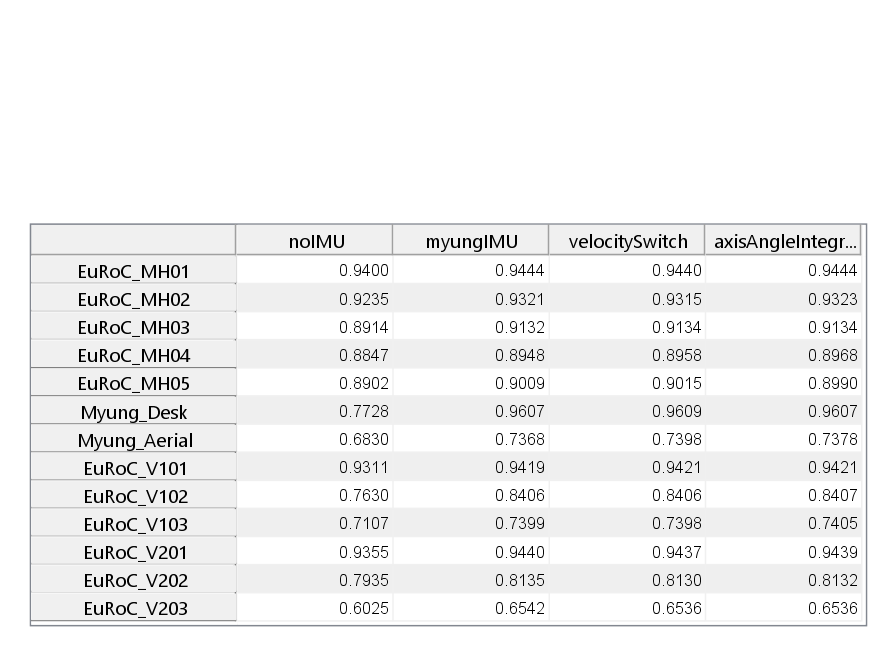 noIMU myungIMU velocitySwitch axisAngleIntegr...
EuRoC_MH01 0.9400 0.9444 0.9440 0.9444
EuRoC_MH02 0.9235 0.9321 0.9315 0.9323
EuRoC_MH03 0.8914 0.9132 0.9134 0.9134
EuRoC_MH04 0.8847 0.8948 0.8958 0.8968
EuRoC_MH05 0.8902 0.9009 0.9015 0.8990
Myung_Desk 0.7728 0.9607 0.9609 0.9607
Myung_Aerial 0.6830 0.7368 0.7398 0.7378
EuRoC_V101 0.9311 0.9419 0.9421 0.9421
EuRoC_V102 0.7630 0.8406 0.8406 0.8407
EuRoC_V103 0.7107 0.7399 0.7398 0.7405
EuRoC_V201 0.9355 0.9440 0.9437 0.9439
EuRoC_V202 0.7935 0.8135 0.8130 0.8132
EuRoC_V203 0.6025 0.6542 0.6536 0.6536